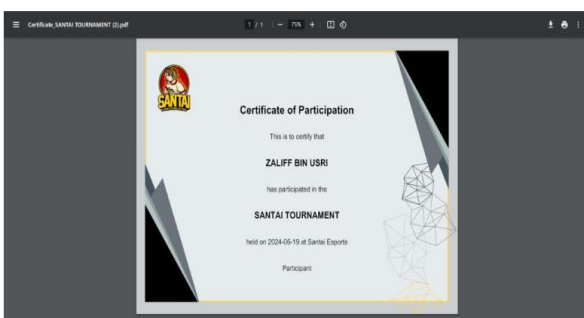 Certificate_SANTAI TOURNAMENT (2).pdf
1 / 1
75%
SANTAI
Certificate of Participation
This is to certify that
ZALIFF BIN USRI
has participated in the
SANTAI TOURNAMENT
held on 2024-06-19 at Santai Esports
Participant